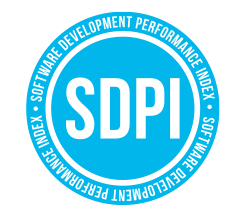 SOFTWARE DEVELOPMENT PERFORMANCE INDEX •
SOFTWARE DEVELOPMENT PERFORMANCE INDEX •
SDPI